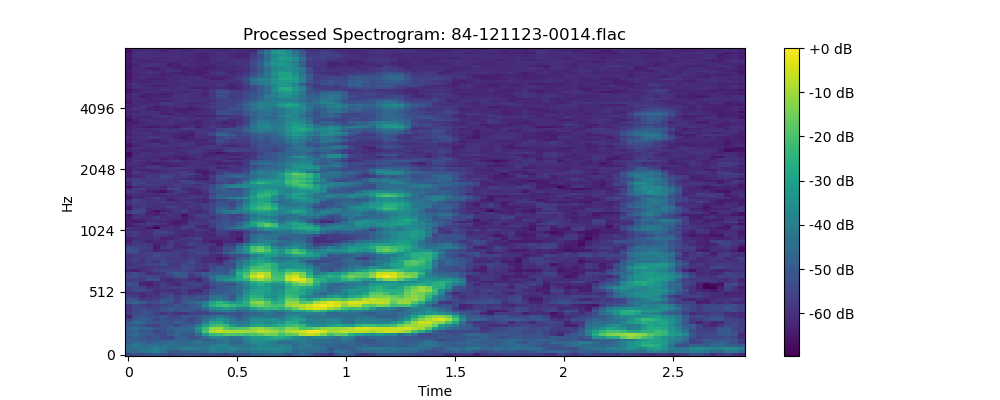 Processed Spectrogram: 84-121123-0014.flac
Hz
4096
2048
1024
512
0
0
0.5
1
1.5
2
2.5
Time
+0 dB
-10 dB
-20 dB
-30 dB
-40 dB
-50 dB
-60 dB